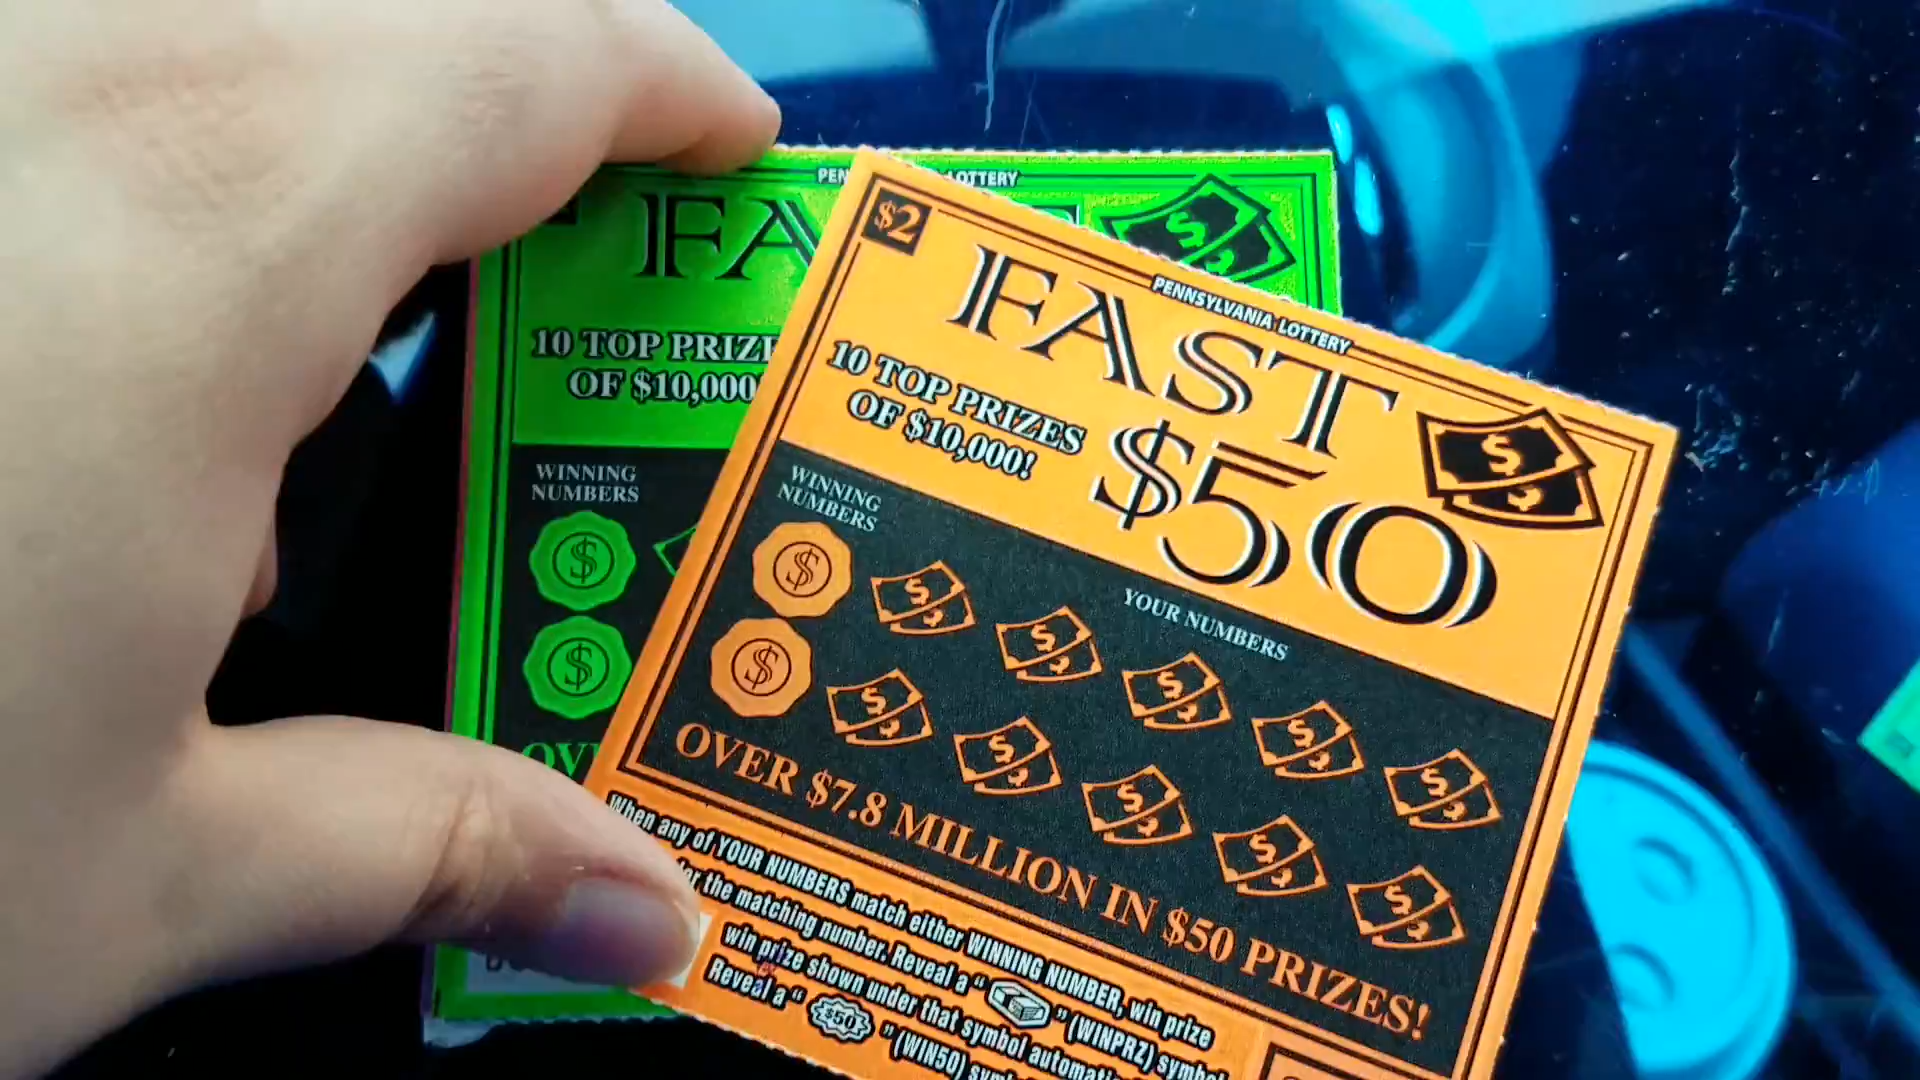 PENNSYLVANIA LOTTERY
$2
FAST
$50
10 TOP PRIZES
OF $10,000!
WINNING
NUMBERS
YOUR NUMBERS
OVER $7.8 MILLION IN $50 PRIZES!
When any of YOUR NUMBERS match either WINNING NUMBER, win prize
the matching number. Reveal a " " (WINPRZ) symbol
win prize shown under that symbol
Reveal a " $50 " (WIN50)
LOTTERY
10 TOP
OF $10,000
WINNING
NUMBERS